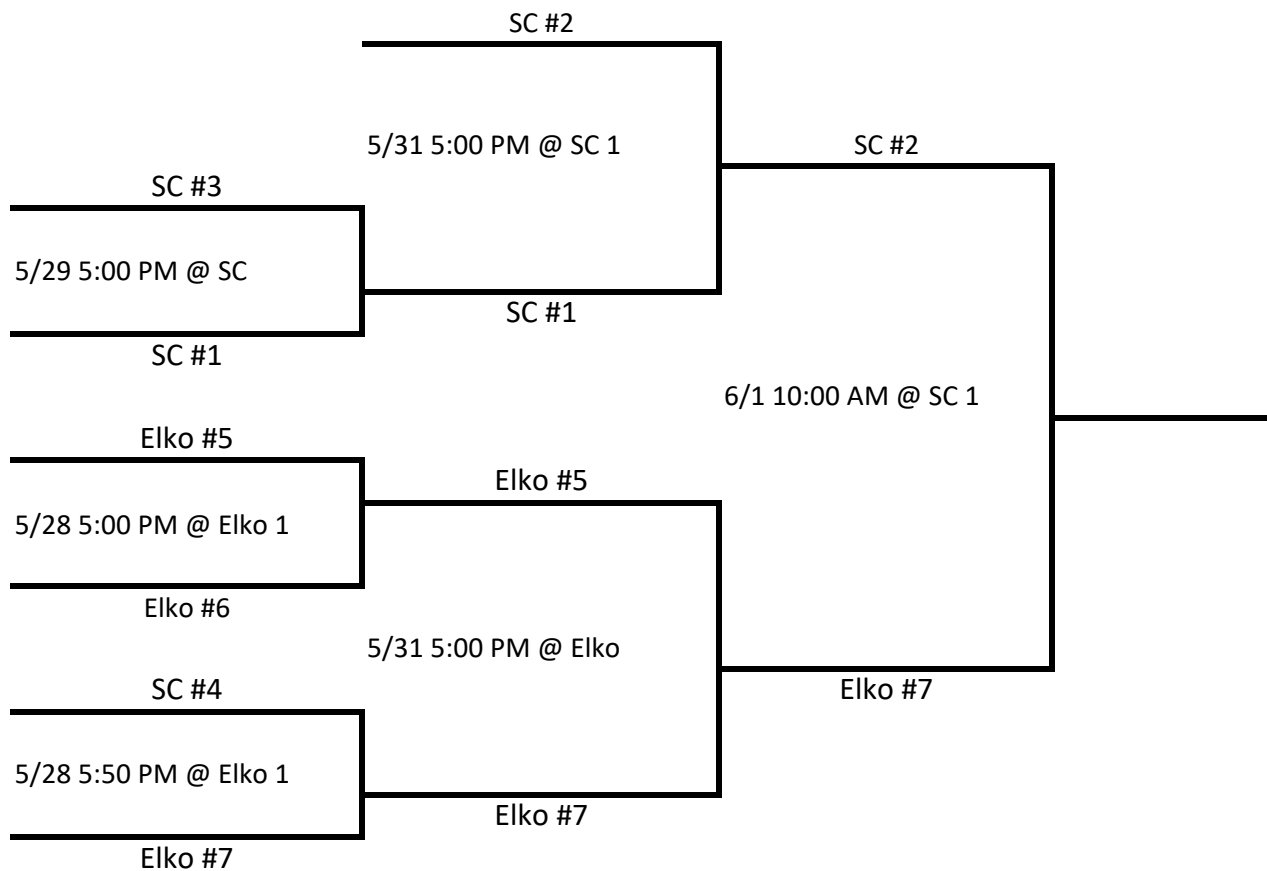 SC #2
5/31 5:00 PM @ SC 1
SC #2
SC #3
5/29 5:00 PM @ SC
SC #1
SC #1
6/1 10:00 AM @ SC 1
Elko #5
Elko #5
5/28 5:00 PM @ Elko 1
Elko #6
5/31 5:00 PM @ Elko
SC #4
Elko #7
5/28 5:50 PM @ Elko 1
Elko #7
Elko #7